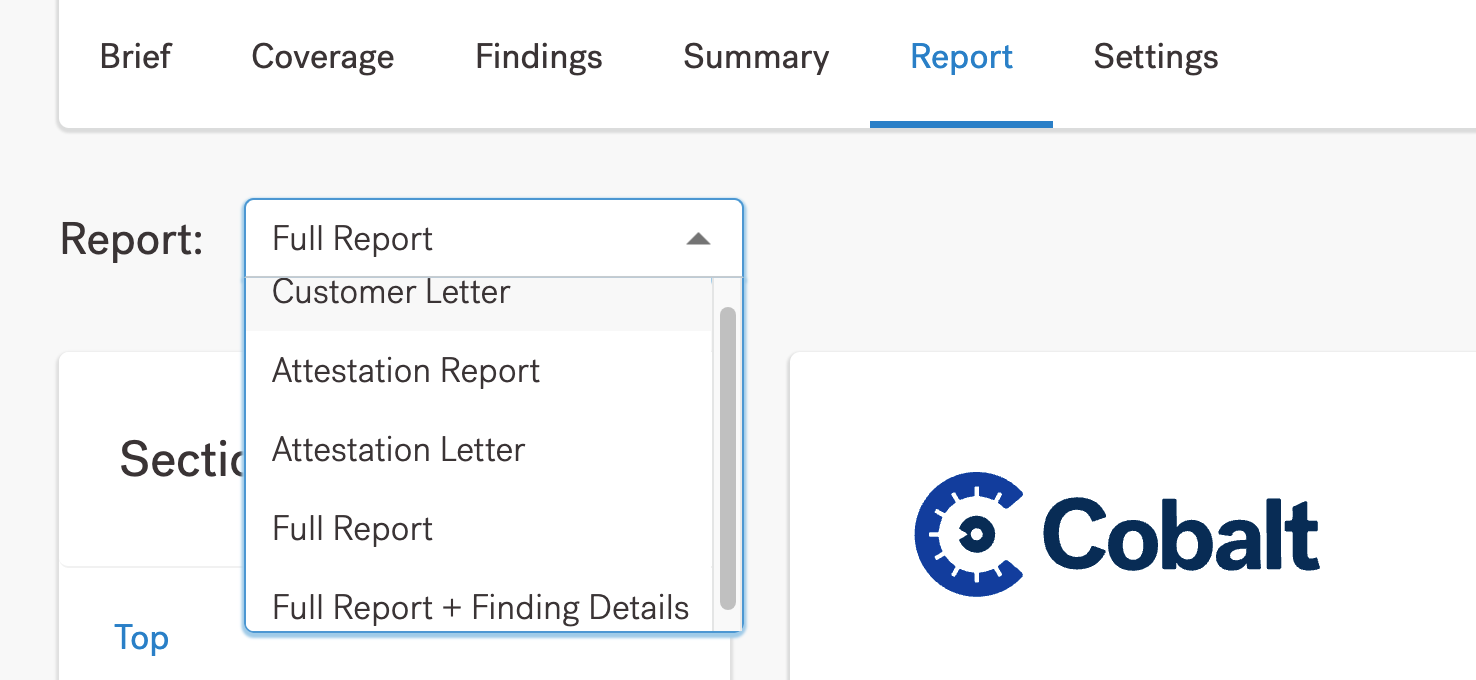 Brief Coverage Findings Summary Report Settings
Report: Full Report
Customer Letter
Attestation Report
Attestation Letter
Full Report
Full Report + Finding Details
Top
Cobalt